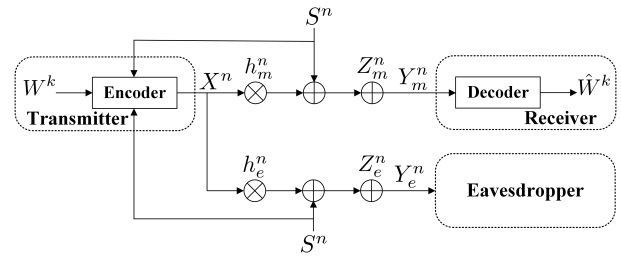 S^n
W^k Encoder X^n h_m^n Z_m^n Y_m^n Decoder Ŵ^k
Transmitter Receiver
h_e^n Z_e^n Y_e^n Eavesdropper
S^n